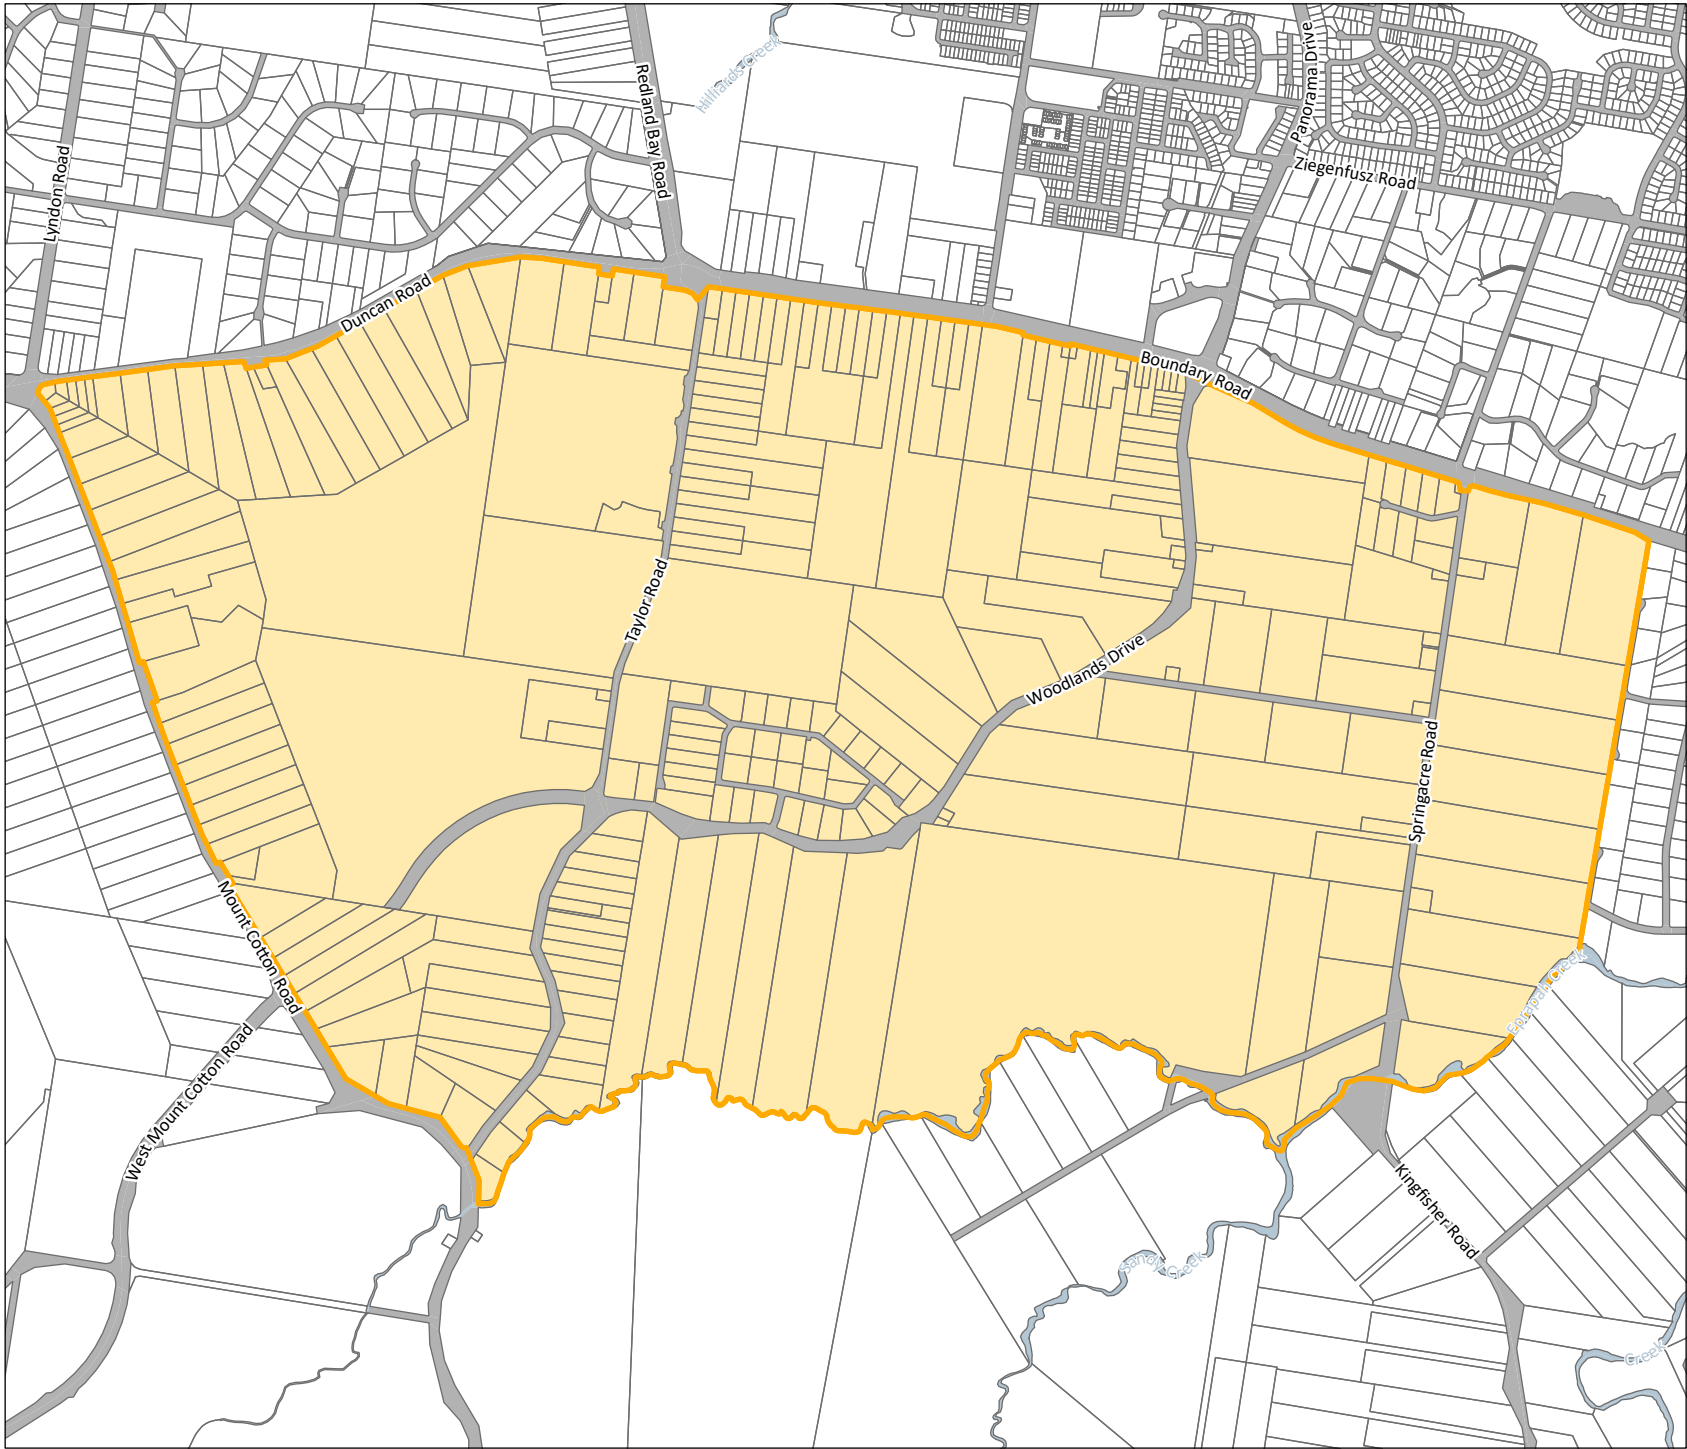 Hilliards Creek
Panorama Drive
Redland Bay Road
Lyndon Road
Ziegenfusz Road
Duncan Road
Boundary Road
Taylor Road
Woodlands Drive
Springacre Road
Mount Cotton Road
Eprapah Creek
West Mount Cotton Road
Kingfisher Road
Sandy Creek
Creek